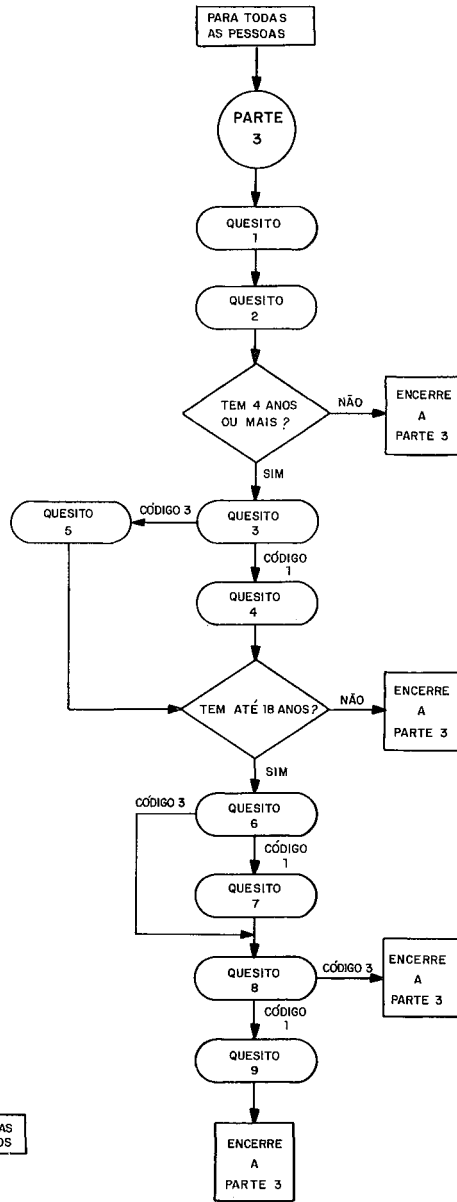 PARA TODAS
AS PESSOAS
PARTE
3
QUESITO
1
QUESITO
2
TEM 4 ANOS
OU MAIS ?
NÃO
ENCERRE
A
PARTE 3
SIM
QUESITO
3
CÓDIGO 3
QUESITO
5
CÓDIGO
1
QUESITO
4
TEM ATÉ 18 ANOS?
NÃO
ENCERRE
A
PARTE 3
SIM
QUESITO
6
CÓDIGO 3
CÓDIGO
1
QUESITO
7
QUESITO
8
CÓDIGO 3
ENCERRE
A
PARTE 3
CÓDIGO
1
QUESITO
9
ENCERRE
A
PARTE 3
AS
OS